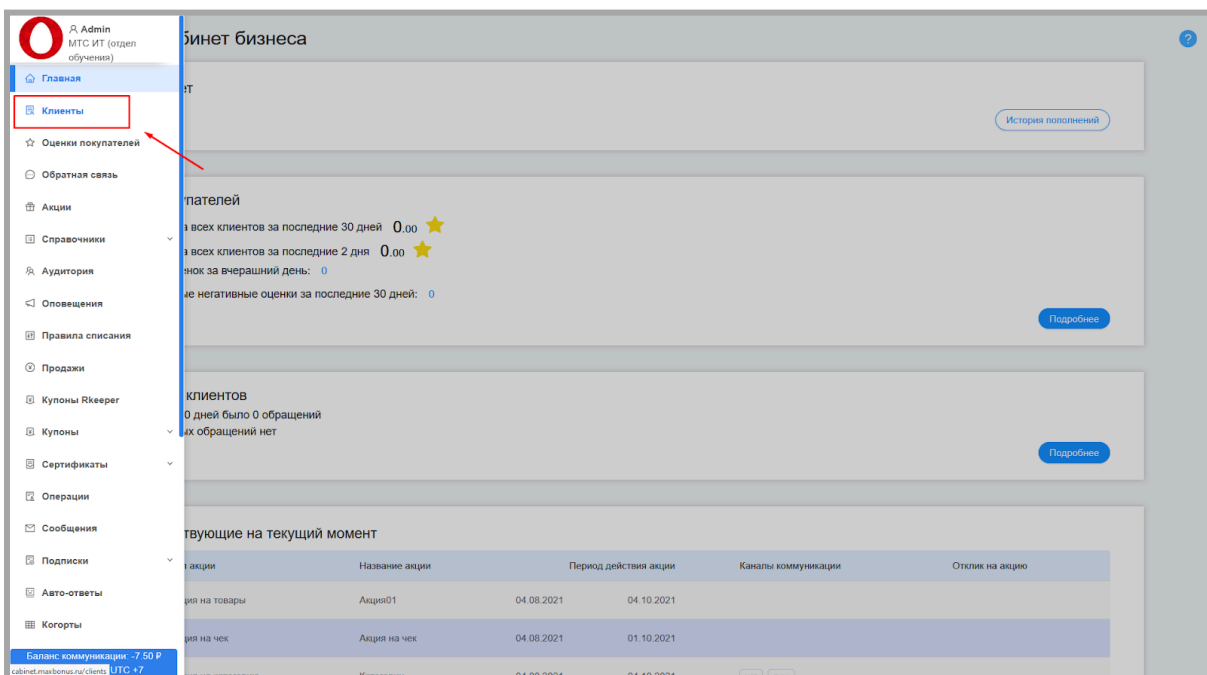 Admin
МТС ИТ (отдел
обучения)
Главная
Клиенты
Оценки покупателей
Обратная связь
Акции
Справочники
Аудитория
Оповещения
Правила списания
Продажи
Купоны Rkeeper
Купоны
Сертификаты
Операции
Сообщения
Подписки
Авто-ответы
Когорты
Баланс коммуникации: -7.50 ₽
cabinet.maxbonus.ru/clients UTC +7
бинет бизнеса
?
ет
История пополнений
пателей
а всех клиентов за последние 30 дней 0.00
а всех клиентов за последние 2 дня 0.00
енок за вчерашний день: 0
ые негативные оценки за последние 30 дней: 0
Подробнее
клиентов
0 дней было 0 обращений
ых обращений нет
Подробнее
твующие на текущий момент
акции Название акции Период действия акции Каналы коммуникации Отклик на акцию
ция на товары Акция01 04.08.2021 04.10.2021
ция на чек Акция на чек 04.08.2021 01.10.2021